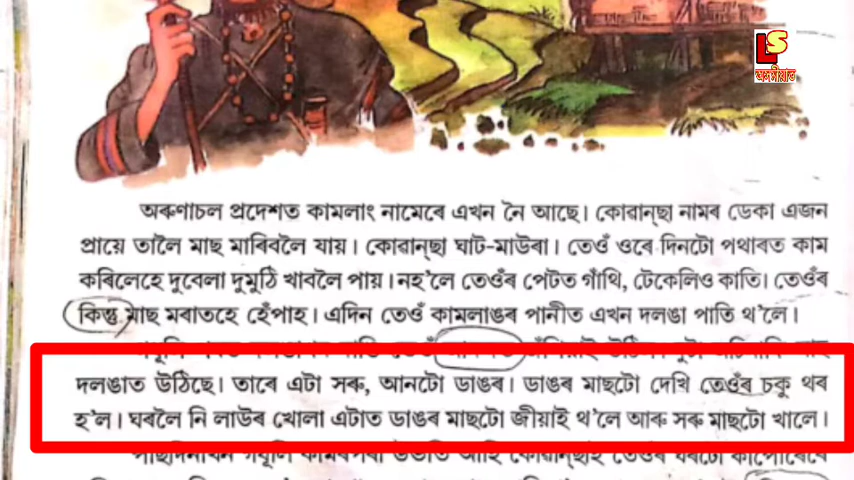 LS
অসমীয়াত
অৰুণাচল প্ৰদেশত কামলাং নামেৰে এখন নৈ আছে। কোৱান্‌ছা নামৰ ডেকা এজন
প্ৰায়ে তালৈ মাছ মাৰিবলৈ যায়। কোৱান্‌ছা ঘাট-মাউৰা। তেওঁ ওৰে দিনটো পথাৰত কাম
কৰিলেহে দুবেলা দুমুঠি খাবলৈ পায়। নহ'লে তেওঁৰ পেটত গাঁথি, টেকেলিও কাতি। তেওঁৰ
কিন্তু মাছ মৰাতহে হেঁপাহ। এদিন তেওঁ কামলাঙৰ পানীত এখন দলঙা পাতি থ'লে।
দলঙাত উঠিছে। তাৰে এটা সৰু, আনটো ডাঙৰ। ডাঙৰ মাছটো দেখি তেওঁৰ চকু থৰ
হ'ল। ঘৰলৈ নি লাউৰ খোলা এটাত ডাঙৰ মাছটো জীয়াই থ'লে আৰু সৰু মাছটো খালে।